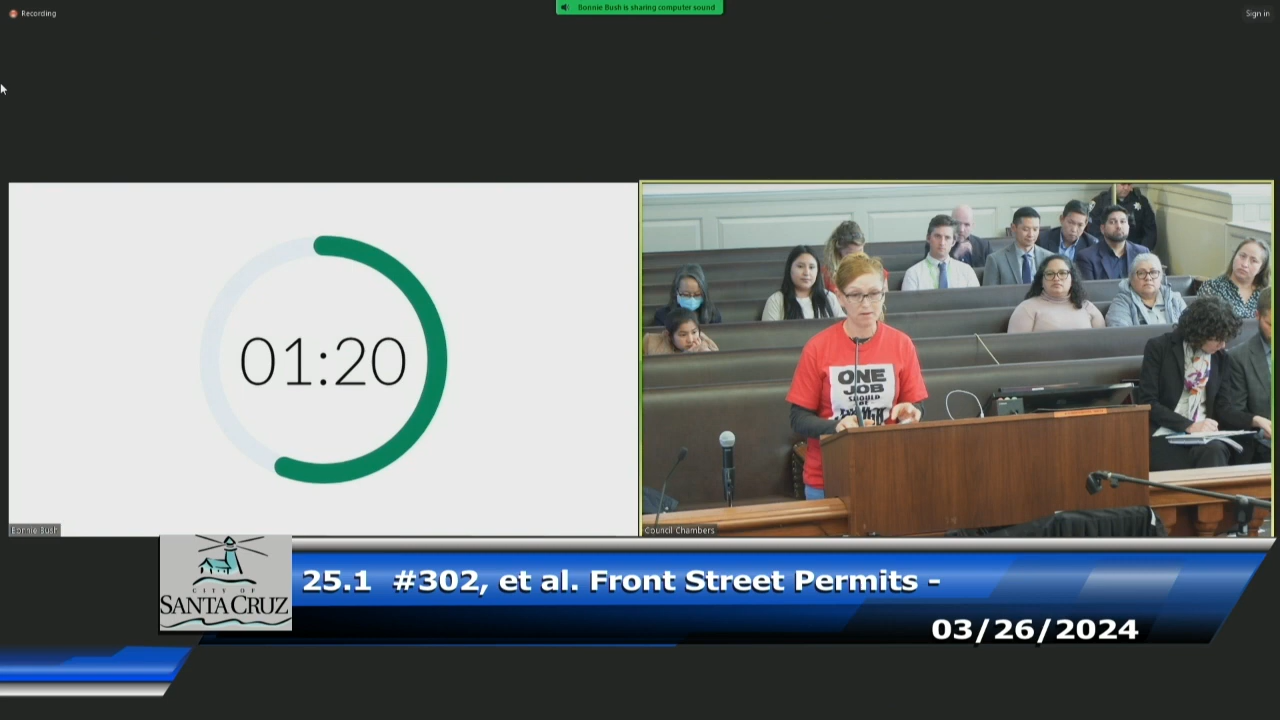 Recording
Bonnie Bush is sharing computer sound
Sign in
01:20
ONE
JOB
SHOULD
BE
Bonnie Bush
Council Chambers
CITY OF
SANTA CRUZ
25.1 #302, et al. Front Street Permits -
03/26/2024